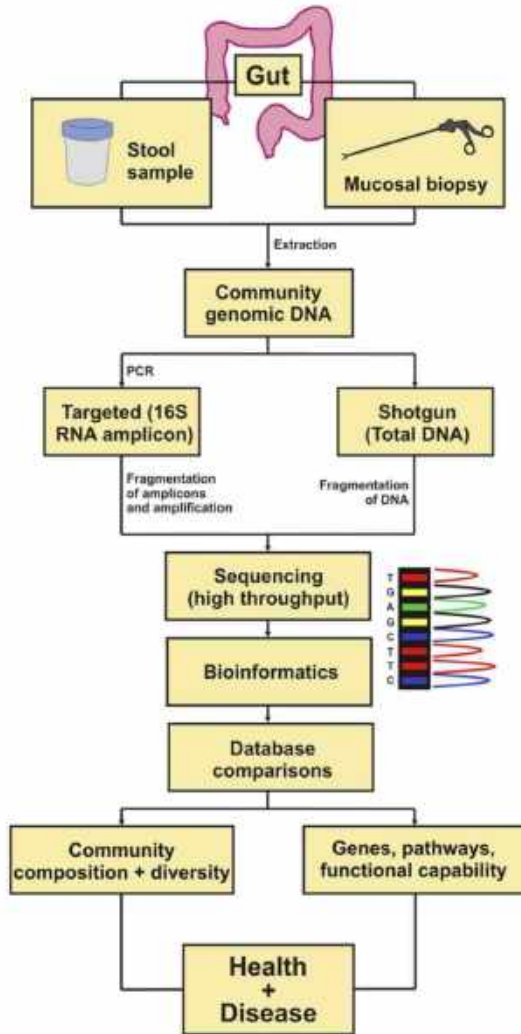 Gut
Stool
sample
Mucosal biopsy
Extraction
Community
genomic DNA
PCR
Targeted (16S
RNA amplicon)
Shotgun
(Total DNA)
Fragmentation
of amplicons
and amplification
Fragmentation
of DNA
Sequencing
(high throughput)
T
G
A
G
C
T
T
C
Bioinformatics
Database
comparisons
Community
composition + diversity
Genes, pathways,
functional capability
Health
+
Disease